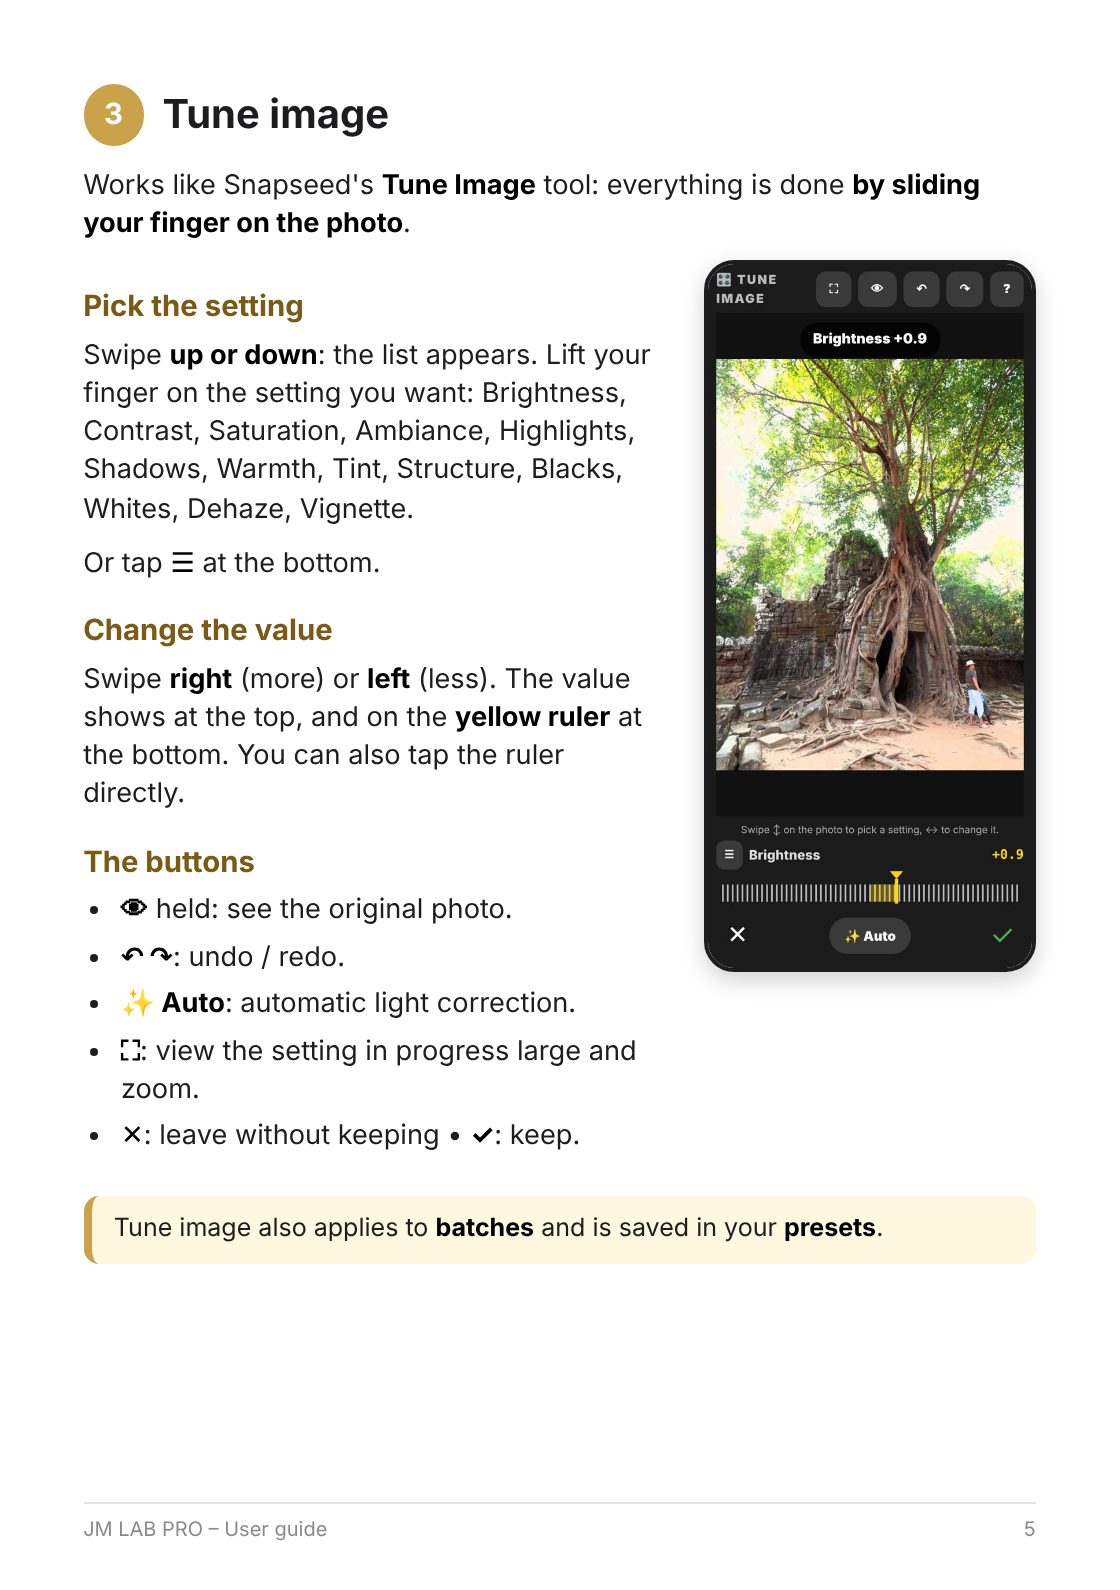 3 Tune image
Works like Snapseed's Tune Image tool: everything is done by sliding
your finger on the photo.
Pick the setting
Swipe up or down: the list appears. Lift your
finger on the setting you want: Brightness,
Contrast, Saturation, Ambiance, Highlights,
Shadows, Warmth, Tint, Structure, Blacks,
Whites, Dehaze, Vignette.
Or tap ☰ at the bottom.
Change the value
Swipe right (more) or left (less). The value
shows at the top, and on the yellow ruler at
the bottom. You can also tap the ruler
directly.
The buttons
• 👁 held: see the original photo.
• ↶ ↷: undo / redo.
• ✨ Auto: automatic light correction.
• ⛶: view the setting in progress large and
zoom.
• ✕: leave without keeping • ✓: keep.
🎛 TUNE
IMAGE
⛶ 👁 ↶ ↷ ?
Brightness +0.9
Swipe ↕ on the photo to pick a setting, ↔ to change it.
☰ Brightness +0.9
✕ ✨ Auto ✓
Tune image also applies to batches and is saved in your presets.
JM LAB PRO – User guide 5